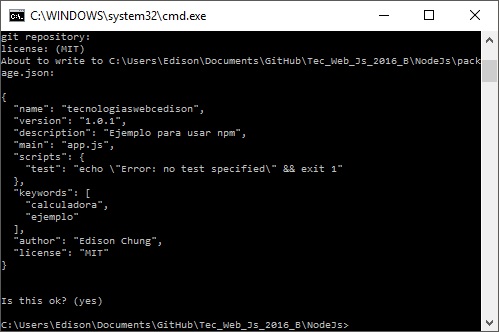 C:\WINDOWS\system32\cmd.exe
git repository:
license: (MIT)
About to write to C:\Users\Edison\Documents\GitHub\Tec_Web_Js_2016_B\NodeJs\pack
age.json:
{
  "name": "tecnologiaswebcedison",
  "version": "1.0.1",
  "description": "Ejemplo para usar npm",
  "main": "app.js",
  "scripts": {
    "test": "echo \"Error: no test specified\" && exit 1"
  },
  "keywords": [
    "calculadora",
    "ejemplo"
  ],
  "author": "Edison Chung",
  "license": "MIT"
}
Is this ok? (yes)
C:\Users\Edison\Documents\GitHub\Tec_Web_Js_2016_B\NodeJs>